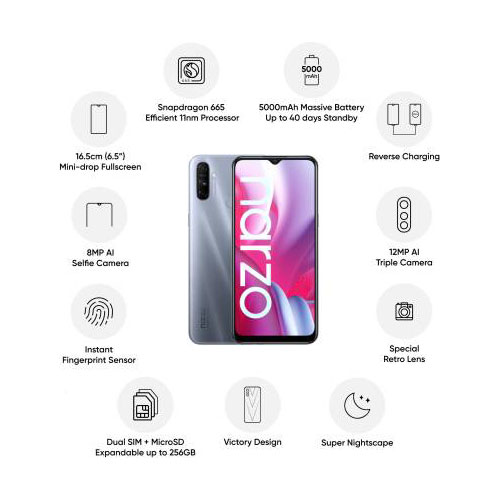 Snapdragon 665
Efficient 11nm Processor
5000
mAh
5000mAh Massive Battery
Up to 40 days Standby
16.5cm (6.5")
Mini-drop Fullscreen
Reverse Charging
narzo
8MP AI
Selfie Camera
12MP AI
Triple Camera
Instant
Fingerprint Sensor
Special
Retro Lens
Dual SIM + MicroSD
Expandable up to 256GB
Victory Design
Super Nightscape